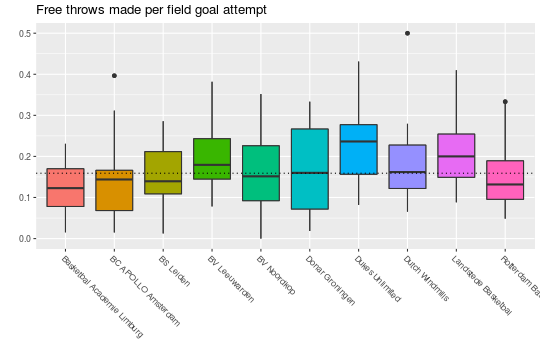 Free throws made per field goal attempt
0.5
0.4
0.3
0.2
0.1
0.0
Basketbal Academie Limburg
BC APOLLO Amsterdam
BS Leiden
BV Leeuwarden
BV Noordkop
Donar Groningen
Dukes Unlimited
Dutch Windmills
Landstede Basketbal
Rotterdam Bas